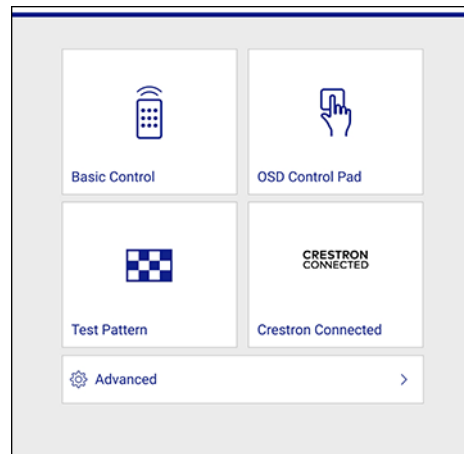 Basic Control
OSD Control Pad
CRESTRON
CONNECTED
Test Pattern
Crestron Connected
Advanced